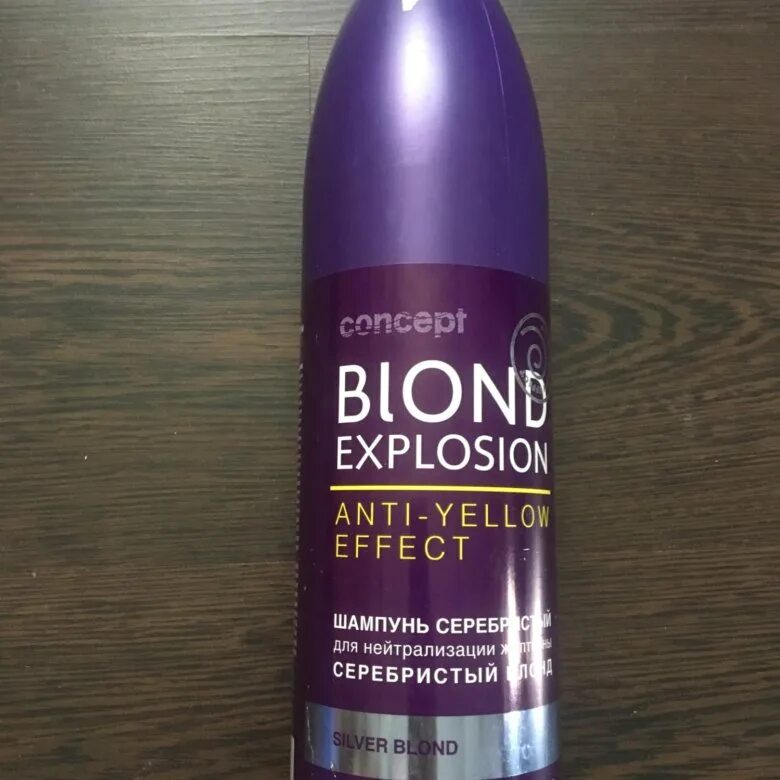 concept
BlOND
EXPLOSION
ANTI-YELLOW
EFFECT
ШАМПУНЬ СЕРЕБРИСТЫЙ
для нейтрализации желтизны
СЕРЕБРИСТЫЙ БЛОНД
SILVER BLOND